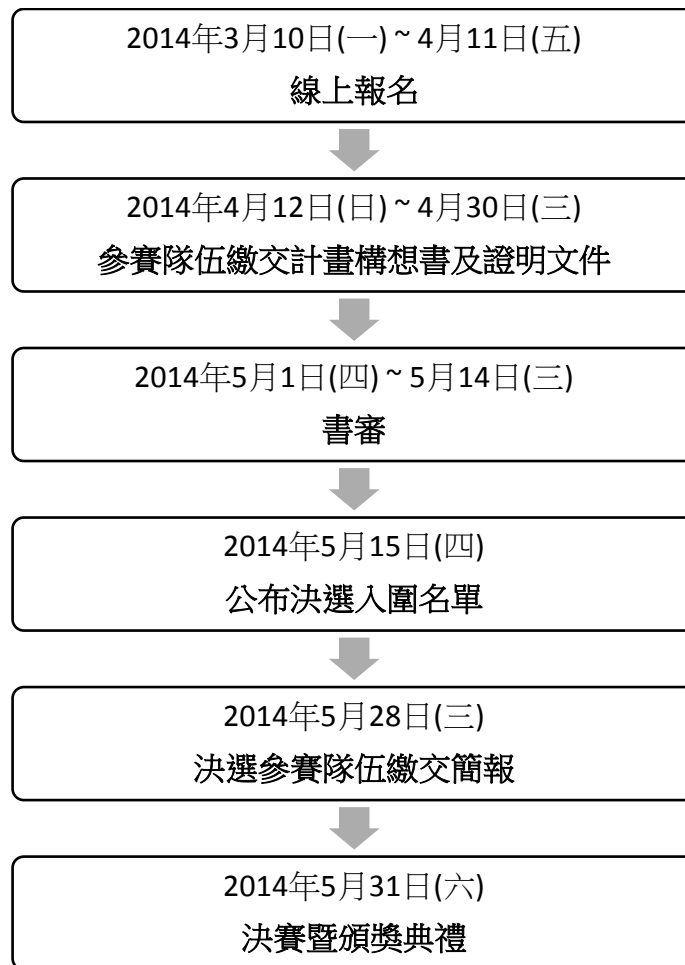 2014年3月10日(一) ~ 4月11日(五)
線上報名
2014年4月12日(日) ~ 4月30日(三)
參賽隊伍繳交計畫構想書及證明文件
2014年5月1日(四) ~ 5月14日(三)
書審
2014年5月15日(四)
公布決選入圍名單
2014年5月28日(三)
決選參賽隊伍繳交簡報
2014年5月31日(六)
決賽暨頒獎典禮